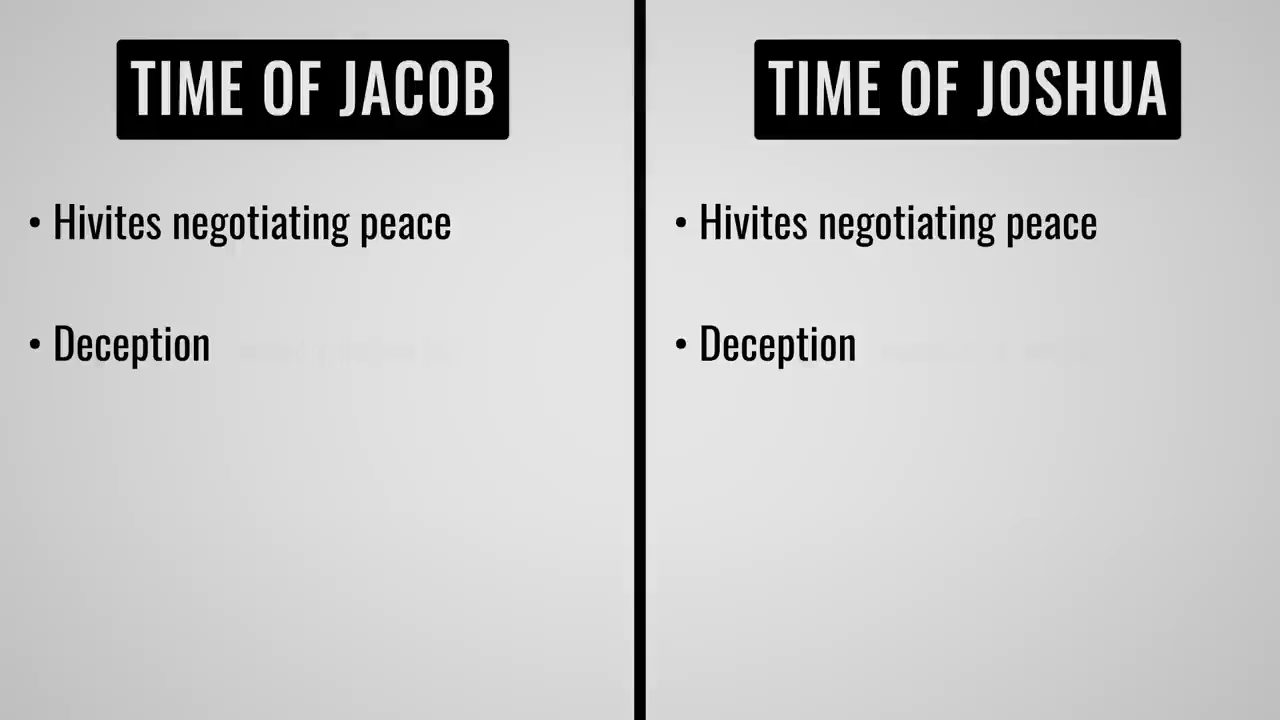 TIME OF JACOB
• Hivites negotiating peace
• Deception
TIME OF JOSHUA
• Hivites negotiating peace
• Deception